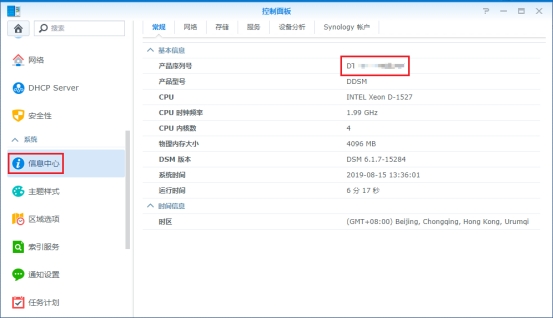 控制面板
搜索
常规 网络 存储 服务 设备分析 Synology 帐户
网络
DHCP Server
安全性
系统
信息中心
主题样式
区域选项
索引服务
通知设置
任务计划
基本信息
产品序列号
产品型号 DDSM
CPU INTEL Xeon D-1527
CPU 时钟频率 1.99 GHz
CPU 内核数 4
物理内存大小 4096 MB
DSM 版本 DSM 6.1.7-15284
系统时间 2019-08-15 13:36:01
运行时间 6 分 17 秒
时间信息
时区 (GMT+08:00) Beijing, Chongqing, Hong Kong, Urumqi